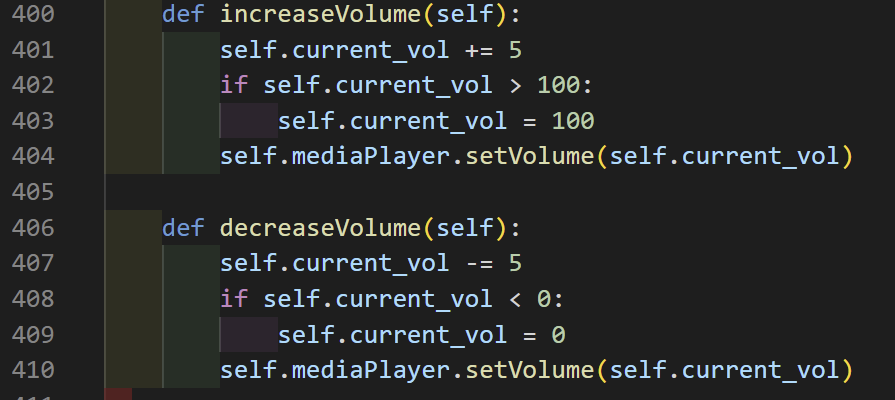 400 def increaseVolume(self):
401 self.current_vol += 5
402 if self.current_vol > 100:
403 self.current_vol = 100
404 self.mediaPlayer.setVolume(self.current_vol)
405
406 def decreaseVolume(self):
407 self.current_vol -= 5
408 if self.current_vol < 0:
409 self.current_vol = 0
410 self.mediaPlayer.setVolume(self.current_vol)